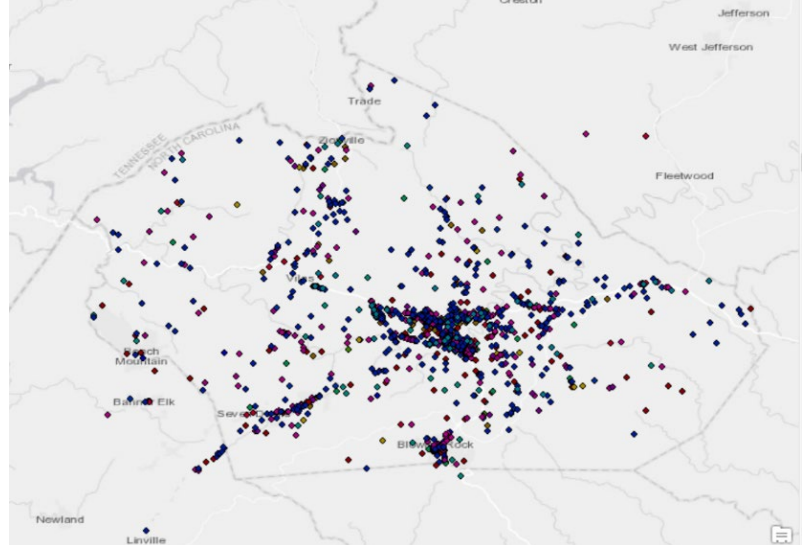 Creston
Jefferson
West Jefferson
Trade
TENNESSEE
NORTH CAROLINA
Zionville
Fleetwood
Vilas
Beech
Mountain
Banner Elk
Seven Devils
Blowing Rock
Newland
Linville